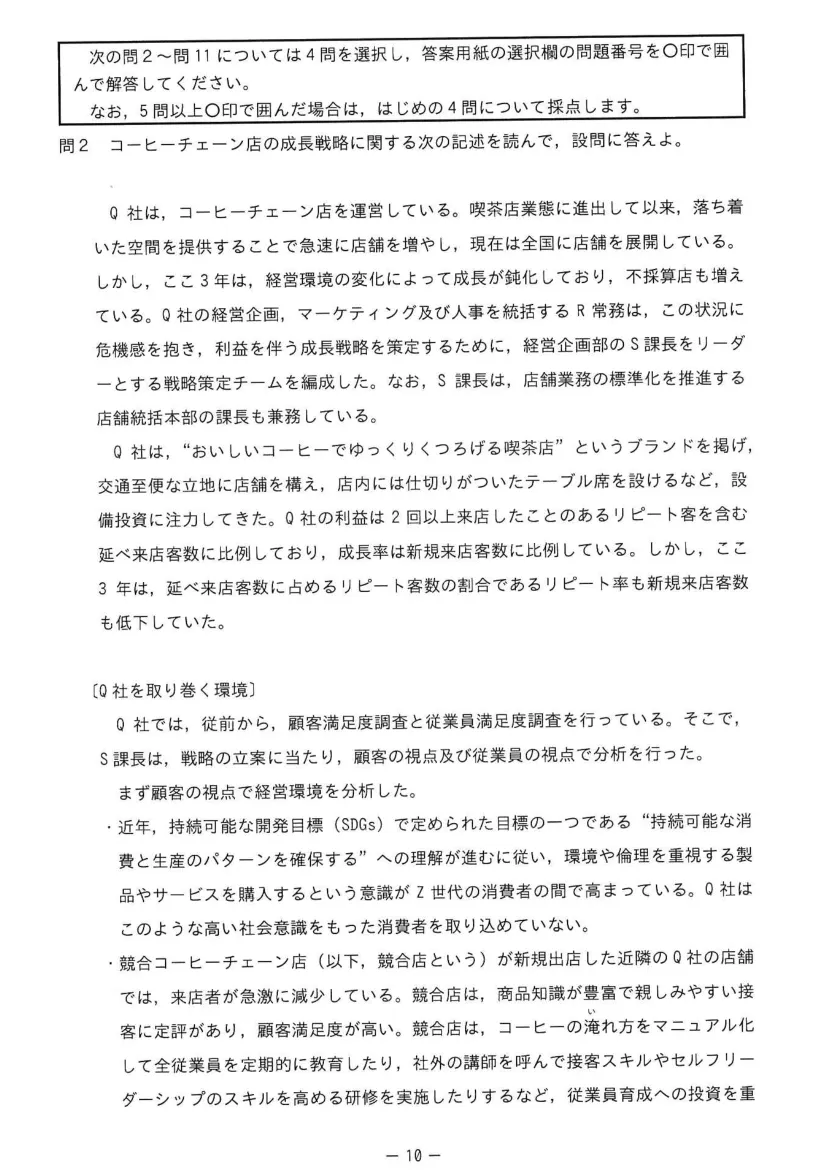 次の問２～問11については４問を選択し，答案用紙の選択欄の問題番号を〇印で囲
んで解答してください。
なお，５問以上〇印で囲んだ場合は，はじめの４問について採点します。
問２　コーヒーチェーン店の成長戦略に関する次の記述を読んで，設問に答えよ。
Q 社は，コーヒーチェーン店を運営している。喫茶店業態に進出して以来，落ち着
いた空間を提供することで急速に店舗を増やし，現在は全国に店舗を展開している。
しかし，ここ 3 年は，経営環境の変化によって成長が鈍化しており，不採算店も増え
ている。Q 社の経営企画，マーケティング及び人事を統括する R 常務は，この状況に
危機感を抱き，利益を伴う成長戦略を策定するために，経営企画部の S 課長をリーダ
ーとする戦略策定チームを編成した。なお，S 課長は，店舗業務の標準化を推進する
店舗統括本部の課長も兼務している。
Q 社は，“おいしいコーヒーでゆっくりくつろげる喫茶店” というブランドを掲げ，
交通至便な立地に店舗を構え，店内には仕切りがついたテーブル席を設けるなど，設
備投資に注力してきた。Q 社の利益は 2 回以上来店したことのあるリピート客を含む
延べ来店客数に比例しており，成長率は新規来店客数に比例している。しかし，ここ
3 年は，延べ来店客数に占めるリピート客数の割合であるリピート率も新規来店客数
も低下していた。
〔Q 社を取り巻く環境〕
Q 社では，従前から，顧客満足度調査と従業員満足度調査を行っている。そこで，
S 課長は，戦略の立案に当たり，顧客の視点及び従業員の視点で分析を行った。
まず顧客の視点で経営環境を分析した。
・近年，持続可能な開発目標（SDGs）で定められた目標の一つである “持続可能な消
費と生産のパターンを確保する” への理解が進むに従い，環境や倫理を重視する製
品やサービスを購入するという意識が Z 世代の消費者の間で高まっている。Q 社は
このような高い社会意識をもった消費者を取り込めていない。
・競合コーヒーチェーン店（以下，競合店という）が新規出店した近隣の Q 社の店舗
では，来店者が急激に減少している。競合店は，商品知識が豊富で親しみやすい接
い
客に定評があり，顧客満足度が高い。競合店は，コーヒーの淹れ方をマニュアル化
して全従業員を定期的に教育したり，社外の講師を呼んで接客スキルやセルフリー
ダーシップのスキルを高める研修を実施したりするなど，従業員育成への投資を重
― 10 ―